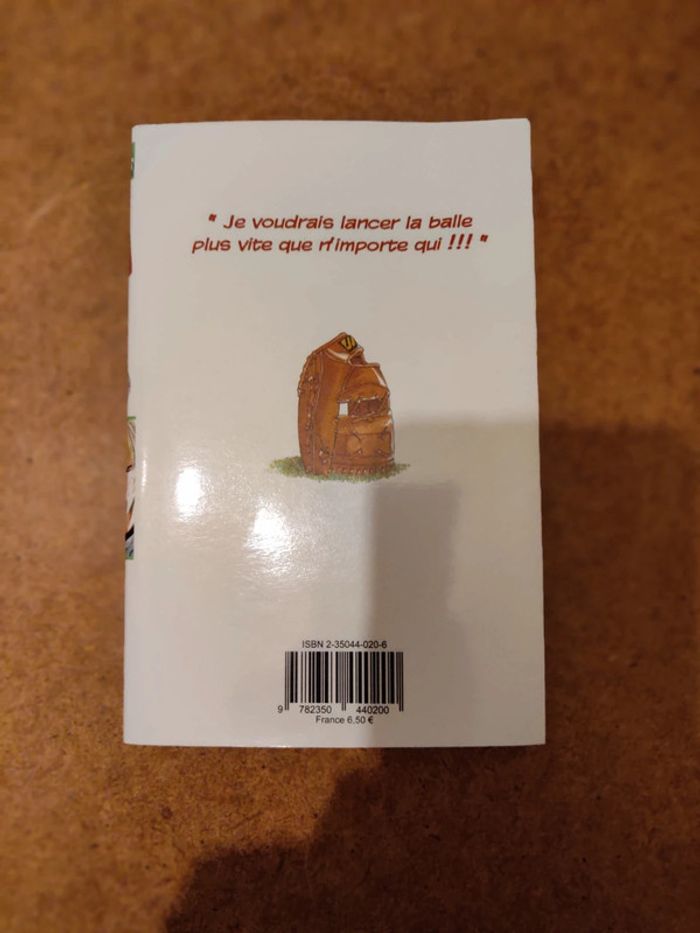 " Je voudrais lancer la balle
plus vite que n'importe qui !!! "
ISBN 2-35044-020-6
9 782350 440200
France 6,50 €